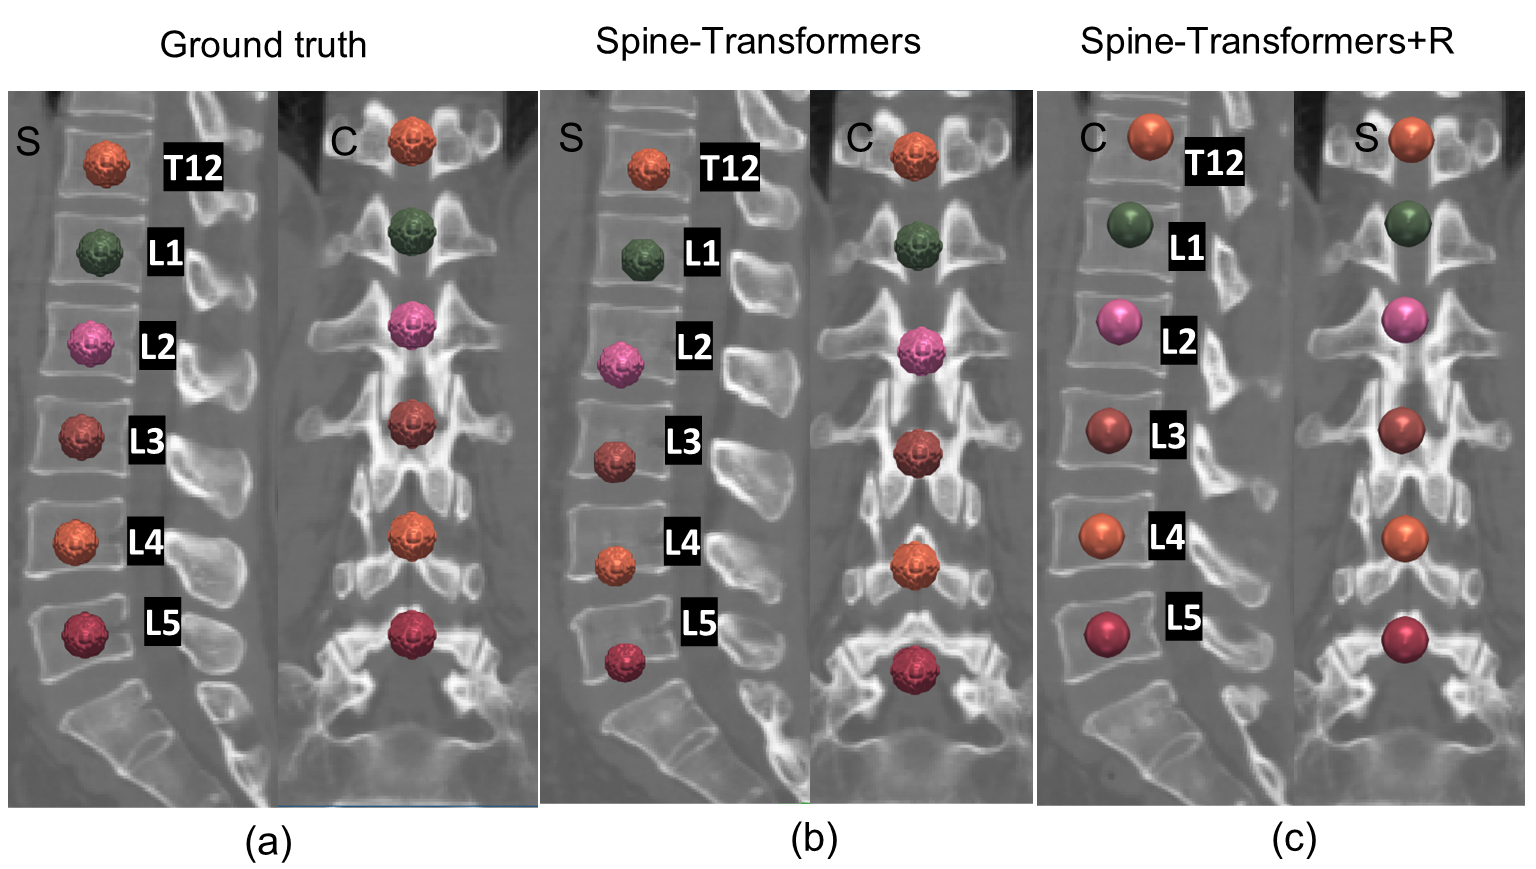 Ground truth
Spine-Transformers
Spine-Transformers+R
S
C
T12
L1
L2
L3
L4
L5
S
C
T12
L1
L2
L3
L4
L5
C
S
T12
L1
L2
L3
L4
L5
(a)
(b)
(c)